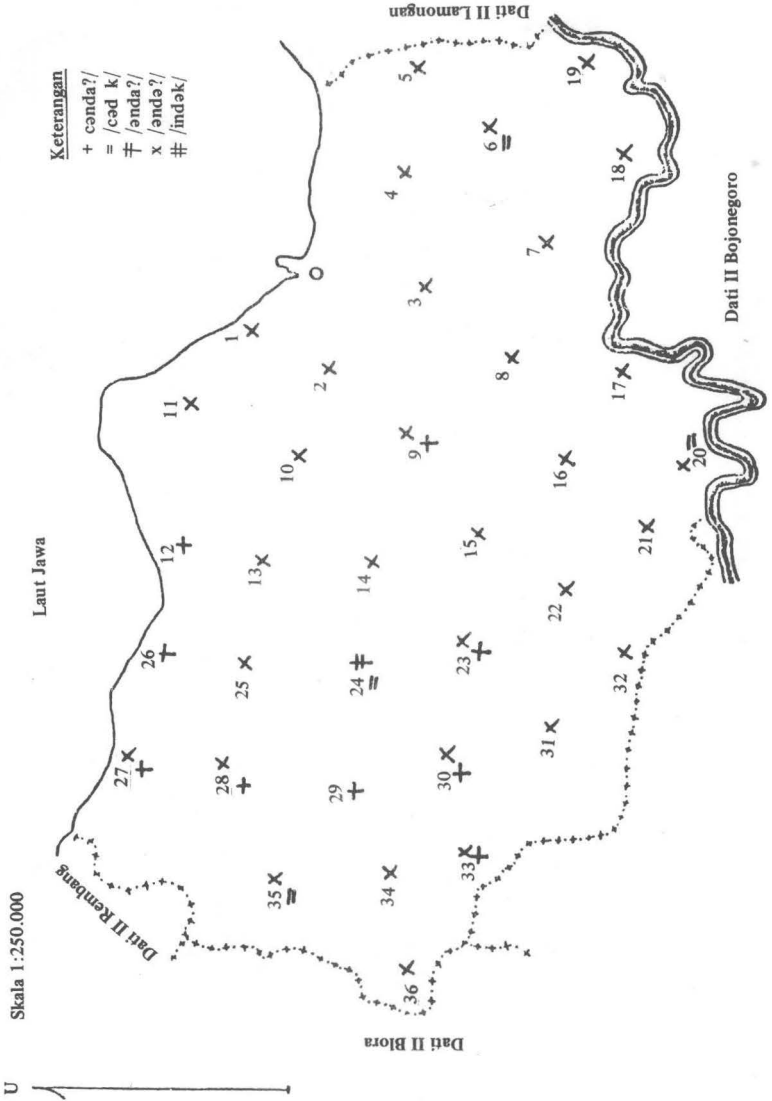 U
Skala 1:250.000
Laut Jawa
Dati II Rembang
Dati II Blora
Dati II Lamongan
Dati II Bojonegoro
Keterangan
+ cənda?/
= /cəd k/
‡ /ənda?/
x /əndə?/
# /indək/
1 x
2 x
3 x
4 x
5 x
6 x =
7 x
8 x
9 x +
10 x
11 x
12 +
13 x
14 x
15 x
16 x
17 x
18 x
19 x
20 x =
21 x
22 x
23 x +
24 # =
25 x
26 +
27 x +
28 x +
29 +
30 x +
31 x
32 x
33 x +
34 x
35 x =
36 x
O